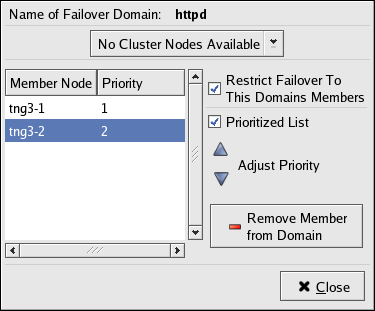 Name of Failover Domain: httpd
No Cluster Nodes Available
Member Node Priority
tng3-1 1
tng3-2 2
Restrict Failover To
This Domains Members
Prioritized List
Adjust Priority
Remove Member
from Domain
Close